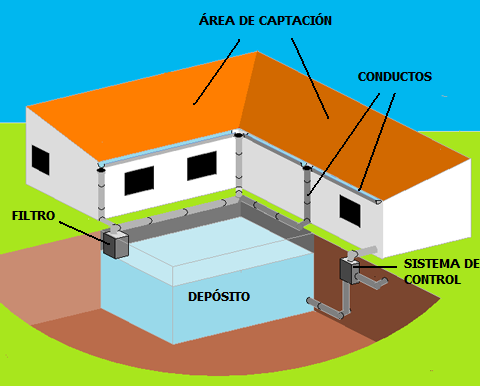 ÁREA DE CAPTACIÓN
CONDUCTOS
FILTRO
SISTEMA DE
CONTROL
DEPÓSITO